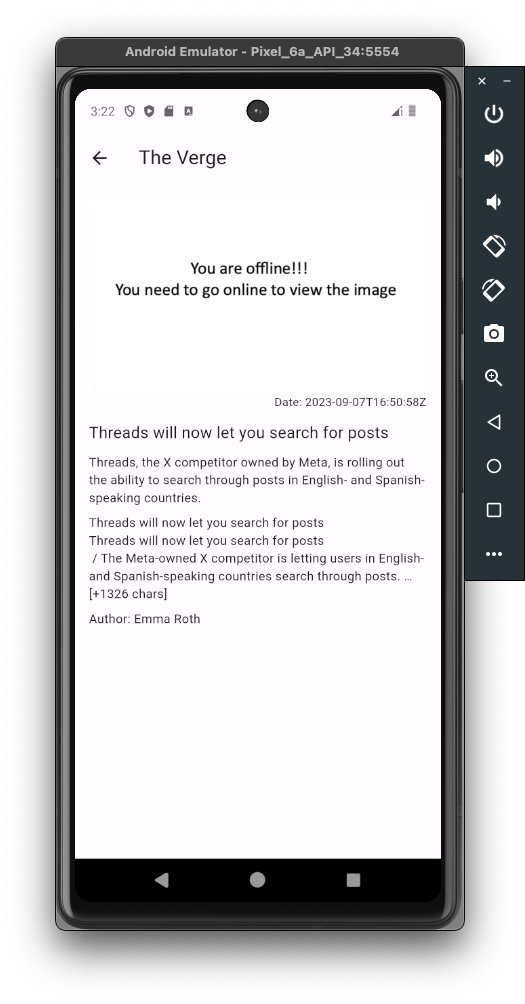 Android Emulator - Pixel_6a_API_34:5554
3:22
The Verge
You are offline!!!
You need to go online to view the image
Date: 2023-09-07T16:50:58Z
Threads will now let you search for posts
Threads, the X competitor owned by Meta, is rolling out
the ability to search through posts in English- and Spanish-
speaking countries.
Threads will now let you search for posts
Threads will now let you search for posts
/ The Meta-owned X competitor is letting users in English-
and Spanish-speaking countries search through posts. …
[+1326 chars]
Author: Emma Roth